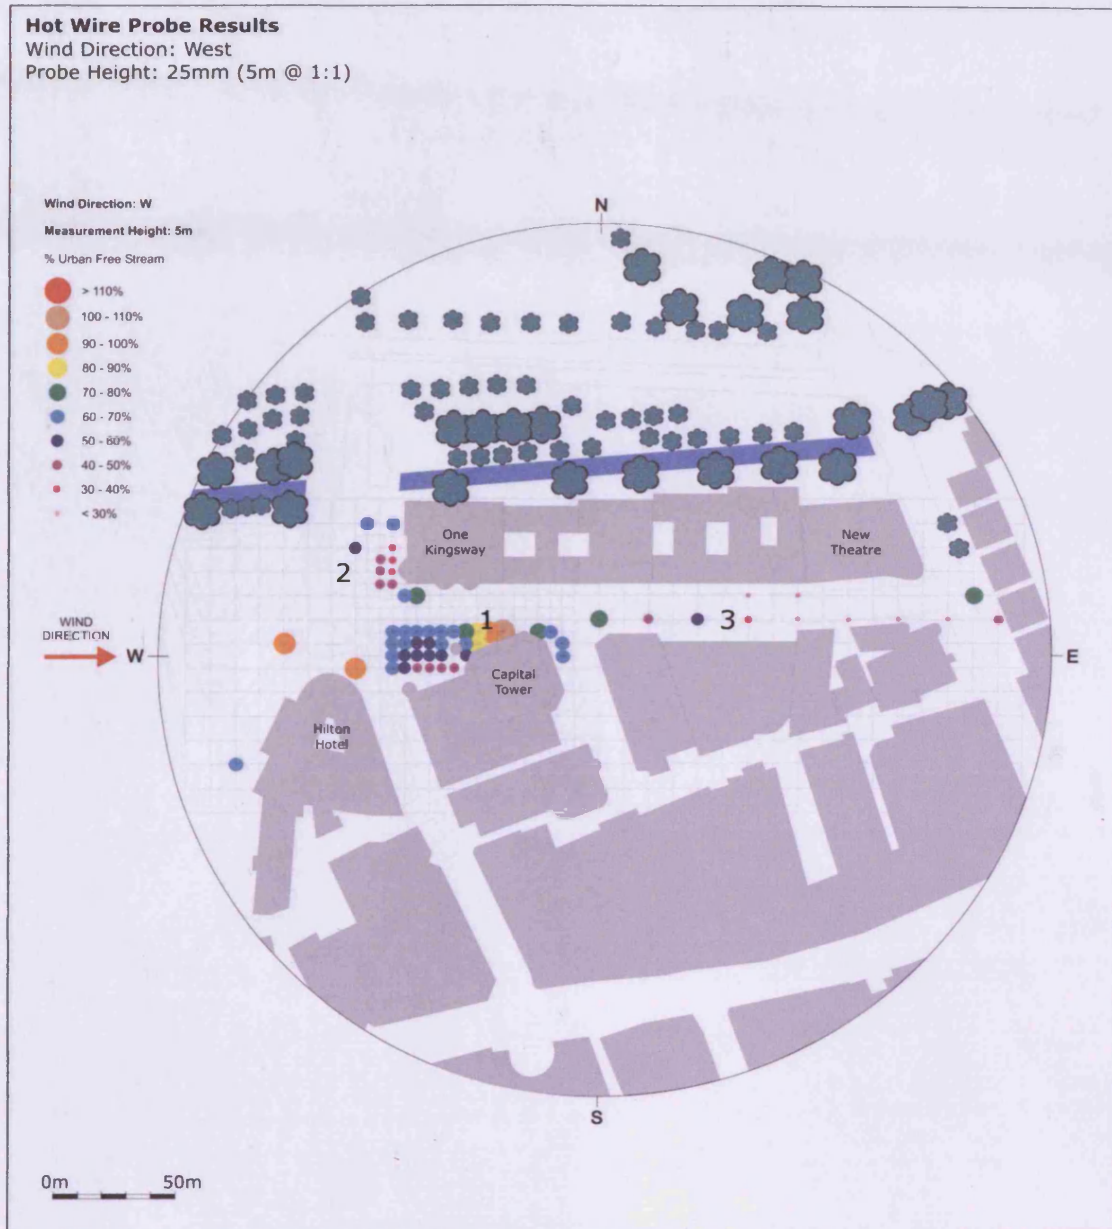 Hot Wire Probe Results
Wind Direction: West
Probe Height: 25mm (5m @ 1:1)
Wind Direction: W
Measurement Height: 5m
% Urban Free Stream
> 110%
100 - 110%
90 - 100%
80 - 90%
70 - 80%
60 - 70%
50 - 60%
40 - 50%
30 - 40%
< 30%
N
One
Kingsway
New
Theatre
2
1
3
WIND
DIRECTION
W
E
Capital
Tower
Hilton
Hotel
S
0m
50m